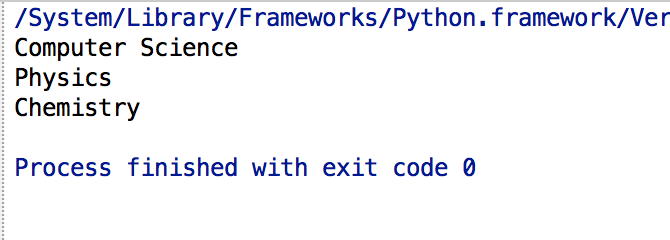 /System/Library/Frameworks/Python.framework/Ver
Computer Science
Physics
Chemistry
Process finished with exit code 0